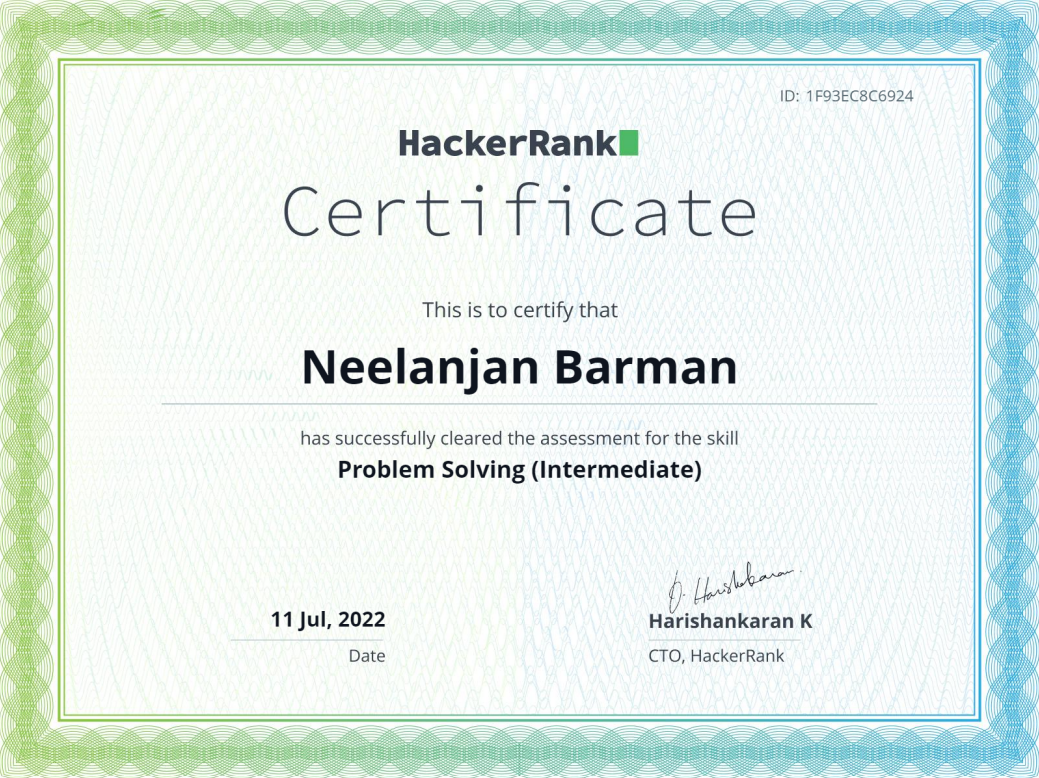 ID: 1F93EC8C6924
HackerRank
Certificate
This is to certify that
Neelanjan Barman
has successfully cleared the assessment for the skill
Problem Solving (Intermediate)
11 Jul, 2022
Date
Harishankaran K
CTO, HackerRank